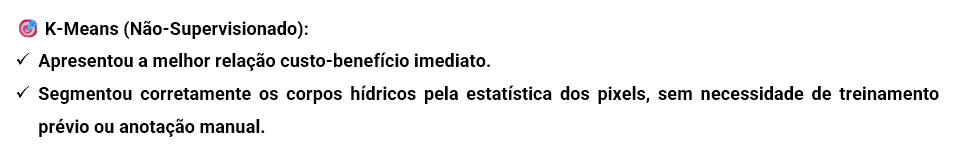 🎯 K-Means (Não-Supervisionado):
✓ Apresentou a melhor relação custo-benefício imediato.
✓ Segmentou corretamente os corpos hídricos pela estatística dos pixels, sem necessidade de treinamento
prévio ou anotação manual.